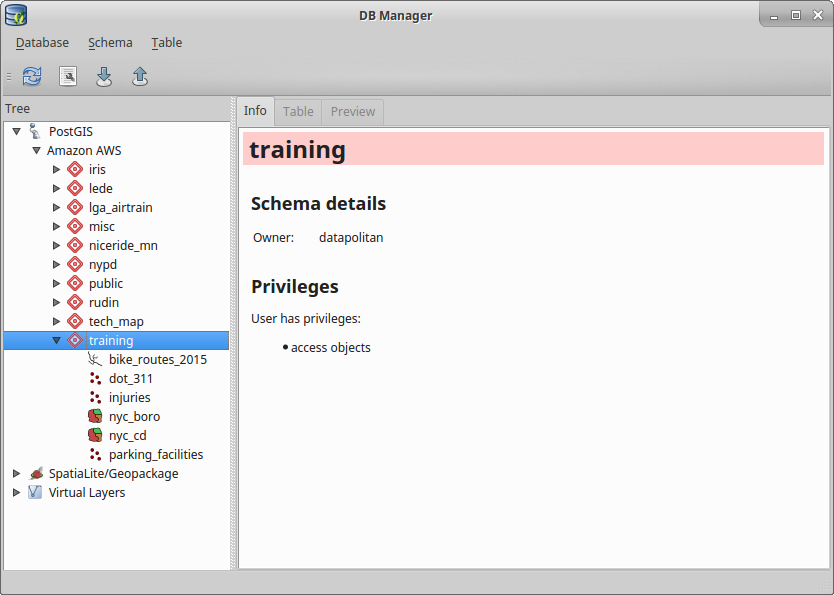 DB Manager
Database Schema Table
Tree
PostGIS
Amazon AWS
iris
lede
lga_airtrain
misc
niceride_mn
nypd
public
rudin
tech_map
training
bike_routes_2015
dot_311
injuries
nyc_boro
nyc_cd
parking_facilities
SpatiaLite/Geopackage
Virtual Layers
Info Table Preview
training
Schema details
Owner: datapolitan
Privileges
User has privileges:
• access objects